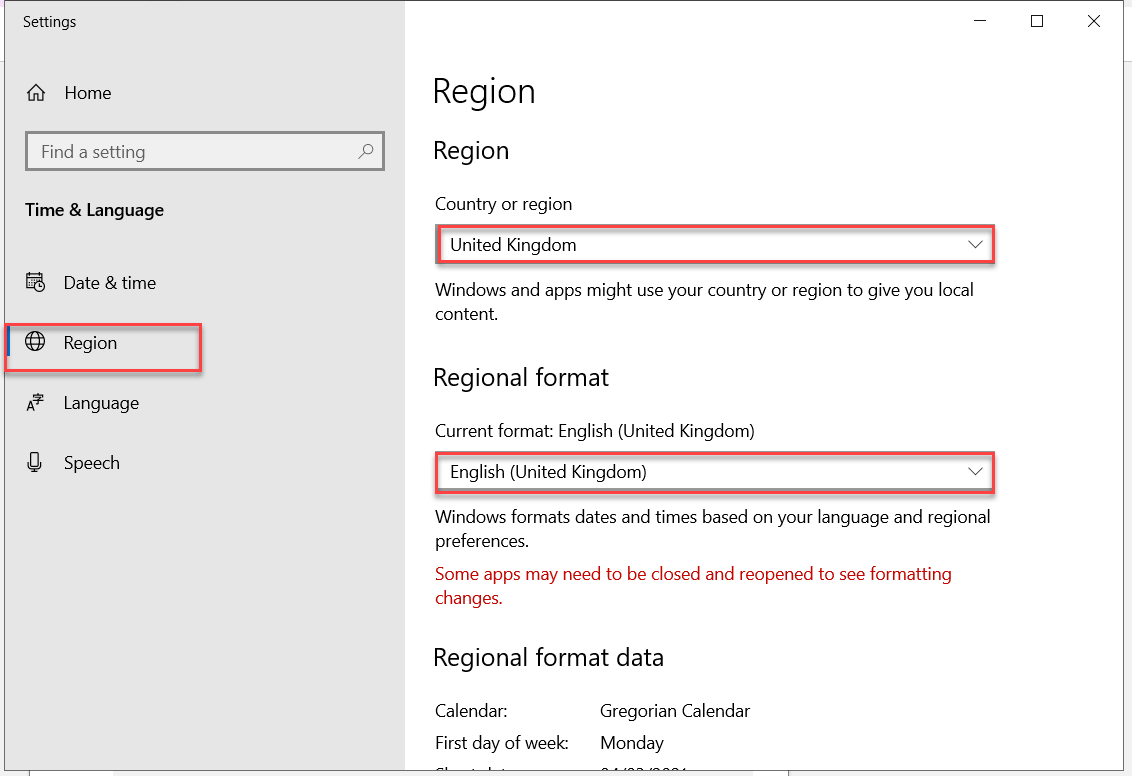 Settings
Home
Find a setting
Time & Language
Date & time
Region
Language
Speech
Region
Region
Country or region
United Kingdom
Windows and apps might use your country or region to give you local
content.
Regional format
Current format: English (United Kingdom)
English (United Kingdom)
Windows formats dates and times based on your language and regional
preferences.
Some apps may need to be closed and reopened to see formatting
changes.
Regional format data
Calendar: Gregorian Calendar
First day of week: Monday